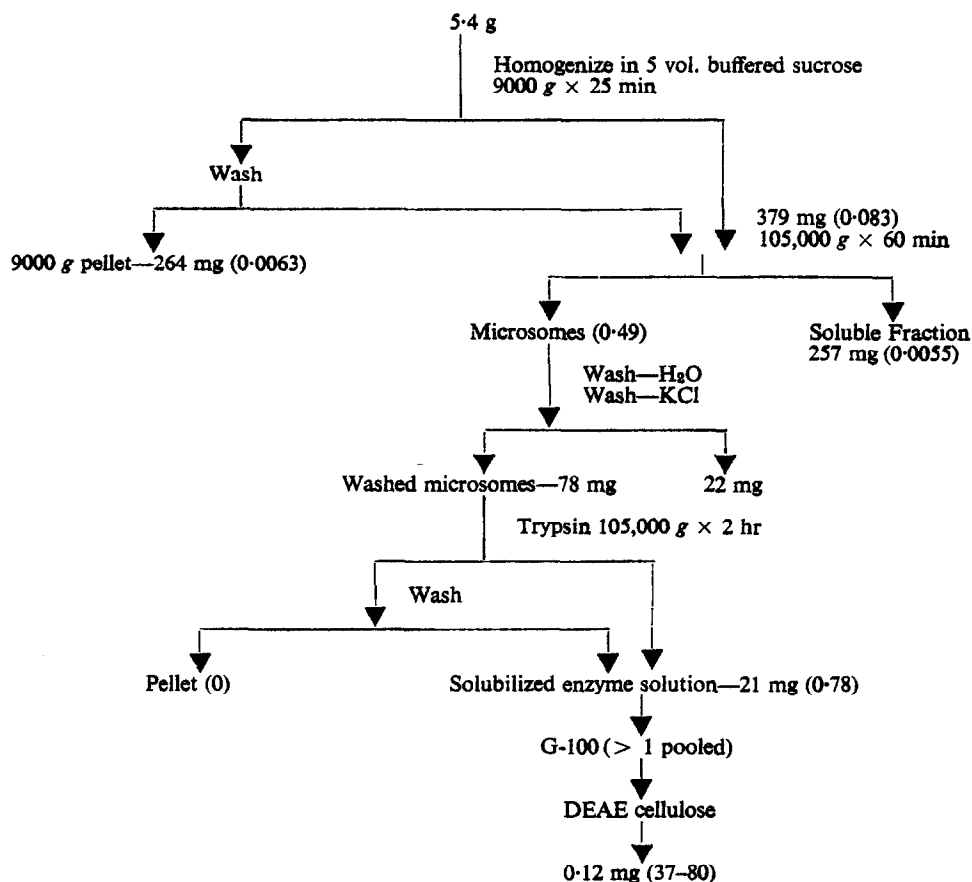 5·4 g
Homogenize in 5 vol. buffered sucrose
9000 g × 25 min
Wash
379 mg (0·083)
105,000 g × 60 min
9000 g pellet—264 mg (0·0063)
Microsomes (0·49)
Soluble Fraction
257 mg (0·0055)
Wash—H₂O
Wash—KCl
Washed microsomes—78 mg
22 mg
Trypsin 105,000 g × 2 hr
Wash
Pellet (0)
Solubilized enzyme solution—21 mg (0·78)
G-100 (> 1 pooled)
DEAE cellulose
0·12 mg (37–80)